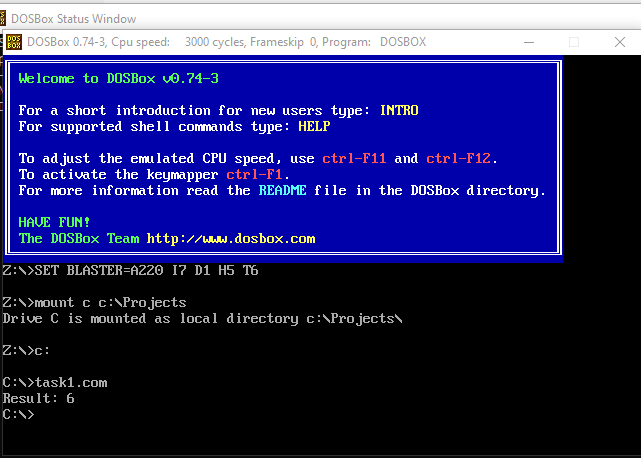 DOSBox Status Window
DOS BOX
DOSBox 0.74-3, Cpu speed:    3000 cycles, Frameskip  0, Program:   DOSBOX
Welcome to DOSBox v0.74-3
For a short introduction for new users type: INTRO
For supported shell commands type: HELP
To adjust the emulated CPU speed, use ctrl-F11 and ctrl-F12.
To activate the keymapper ctrl-F1.
For more information read the README file in the DOSBox directory.
HAVE FUN!
The DOSBox Team http://www.dosbox.com
Z:\>SET BLASTER=A220 I7 D1 H5 T6
Z:\>mount c c:\Projects
Drive C is mounted as local directory c:\Projects\
Z:\>c:
C:\>task1.com
Result: 6
C:\>